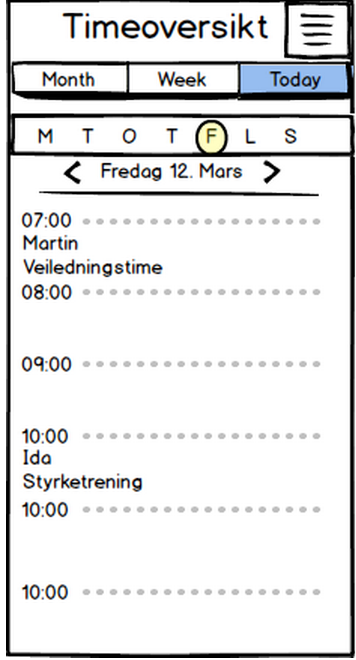 Timeoversikt
Month Week Today
M T O T F L S
< Fredag 12. Mars >
07:00
Martin
Veiledningstime
08:00
09:00
10:00
Ida
Styrketrening
10:00
10:00